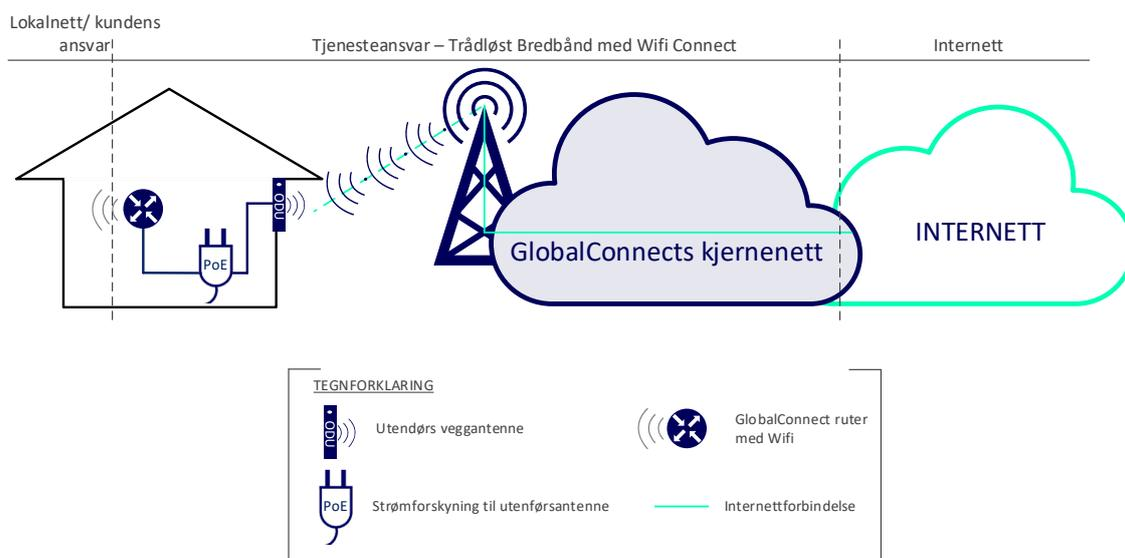 Lokalnett/ kundens
ansvar
Tjenesteansvar – Trådløst Bredbånd med Wifi Connect
Internett
ODU
PoE
GlobalConnects kjernenett
INTERNETT
TEGNFORKLARING
ODU
Utendørs veggantenne
GlobalConnect ruter
med Wifi
PoE
Strømforskyning til utenførsantenne
Internettforbindelse